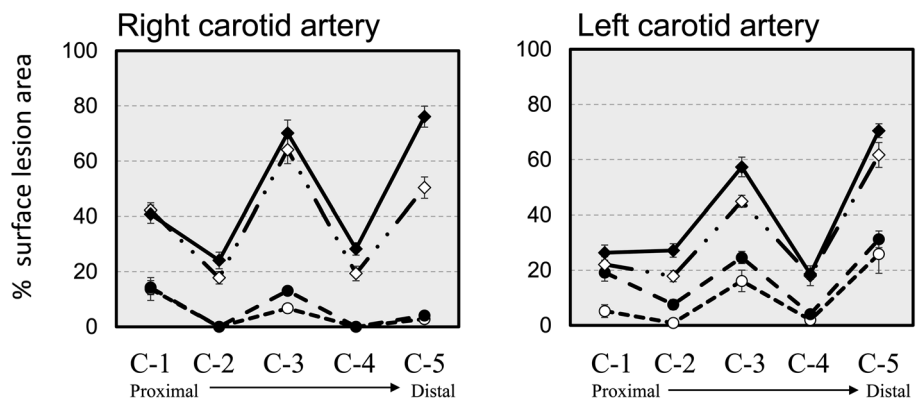 Right carotid artery
% surface lesion area
100
80
60
40
20
0
C-1 C-2 C-3 C-4 C-5
Proximal Distal
Left carotid artery
100
80
60
40
20
0
C-1 C-2 C-3 C-4 C-5
Proximal Distal